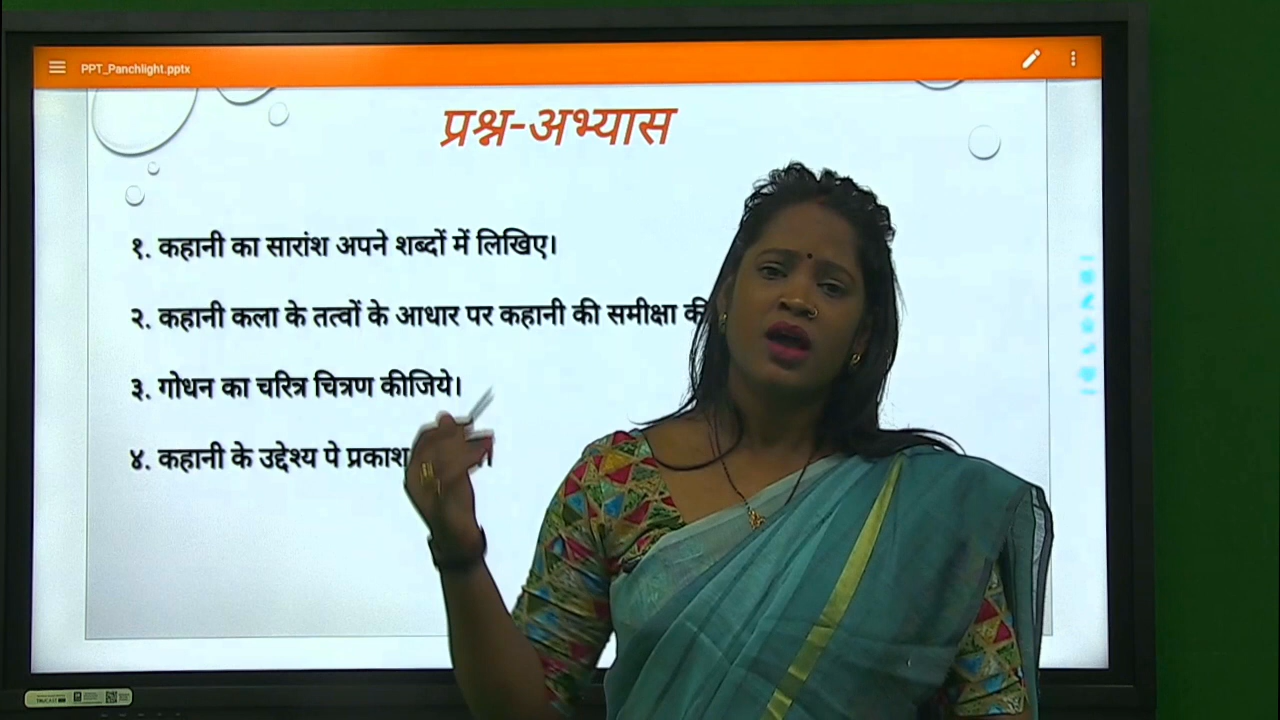 PPT_Panchlight.pptx
प्रश्न-अभ्यास
१. कहानी का सारांश अपने शब्दों में लिखिए।
२. कहानी कला के तत्वों के आधार पर कहानी की समीक्षा
३. गोधन का चरित्र चित्रण कीजिये।
४. कहानी के उद्देश्य पे प्रकाश